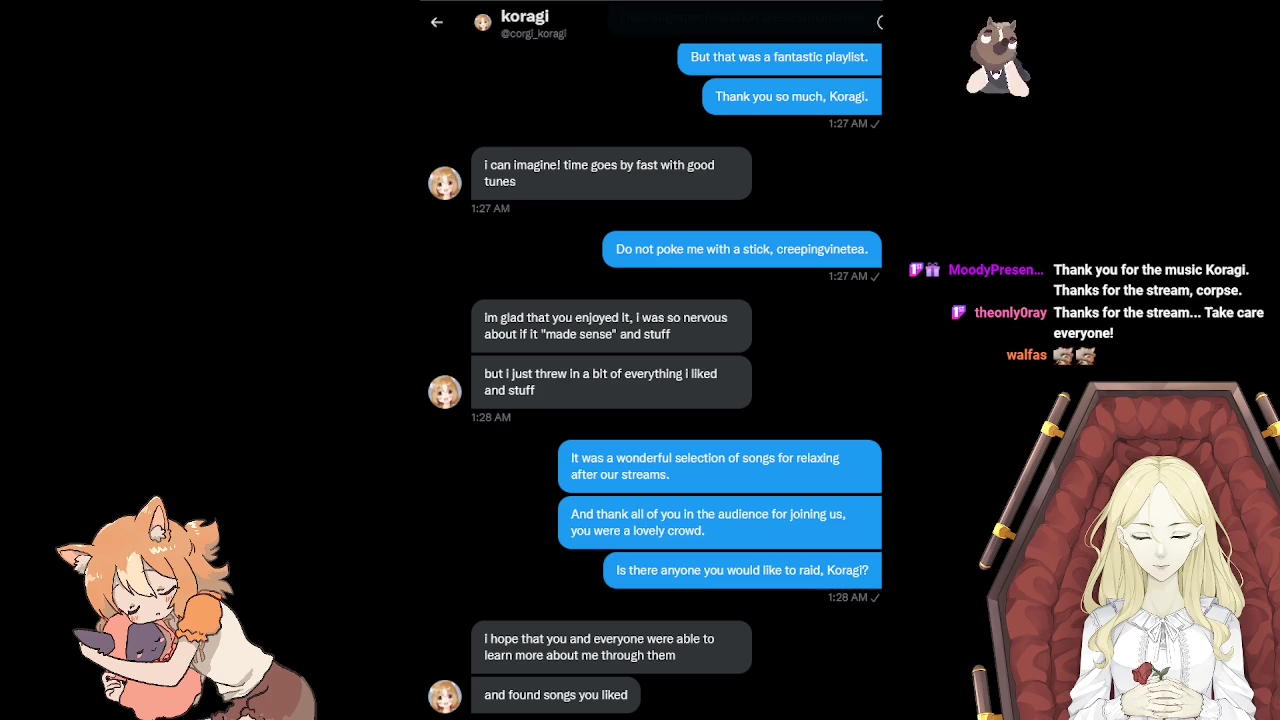 koragi
@corgi_koragi
But that was a fantastic playlist.
Thank you so much, Koragi.
1:27 AM
i can imagine! time goes by fast with good
tunes
1:27 AM
Do not poke me with a stick, creepingvinetea.
1:27 AM
Im glad that you enjoyed it, i was so nervous
about if it "made sense" and stuff
but i just threw in a bit of everything i liked
and stuff
1:28 AM
It was a wonderful selection of songs for relaxing
after our streams.
And thank all of you in the audience for joining us,
you were a lovely crowd.
Is there anyone you would like to raid, Koragi?
1:28 AM
i hope that you and everyone were able to
learn more about me through them
and found songs you liked
MoodyPresen... Thank you for the music Koragi.
Thanks for the stream, corpse.
theonly0ray Thanks for the stream... Take care
everyone!
walfas